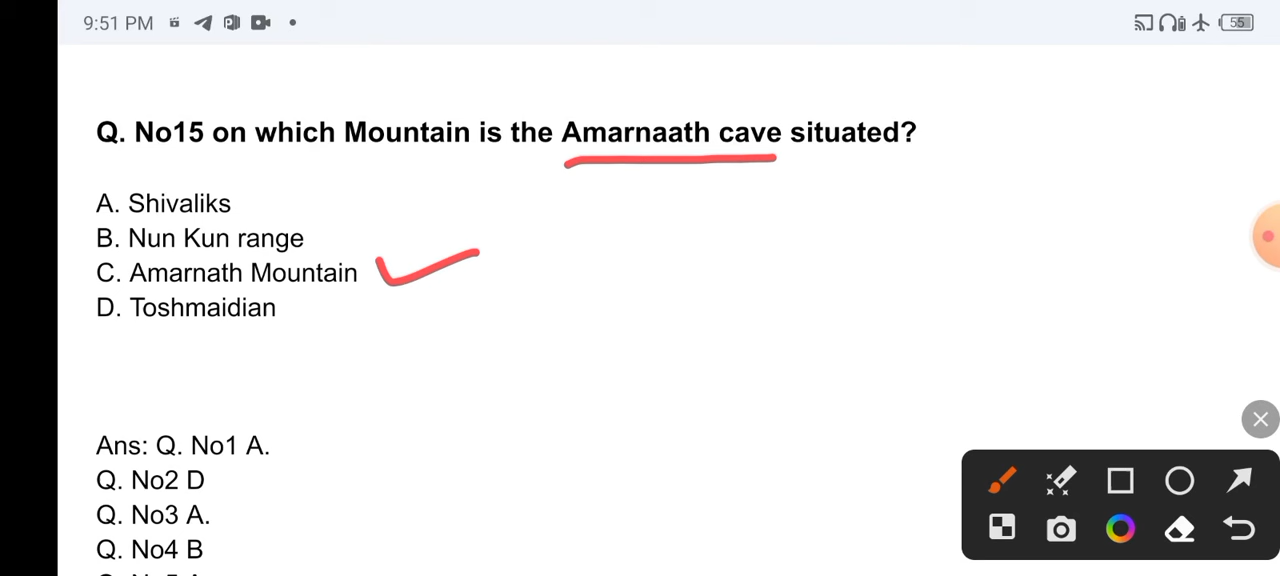 9:51 PM
55
Q. No15 on which Mountain is the Amarnaath cave situated?
A. Shivaliks
B. Nun Kun range
C. Amarnath Mountain
D. Toshmaidian
Ans: Q. No1 A.
Q. No2 D
Q. No3 A.
Q. No4 B